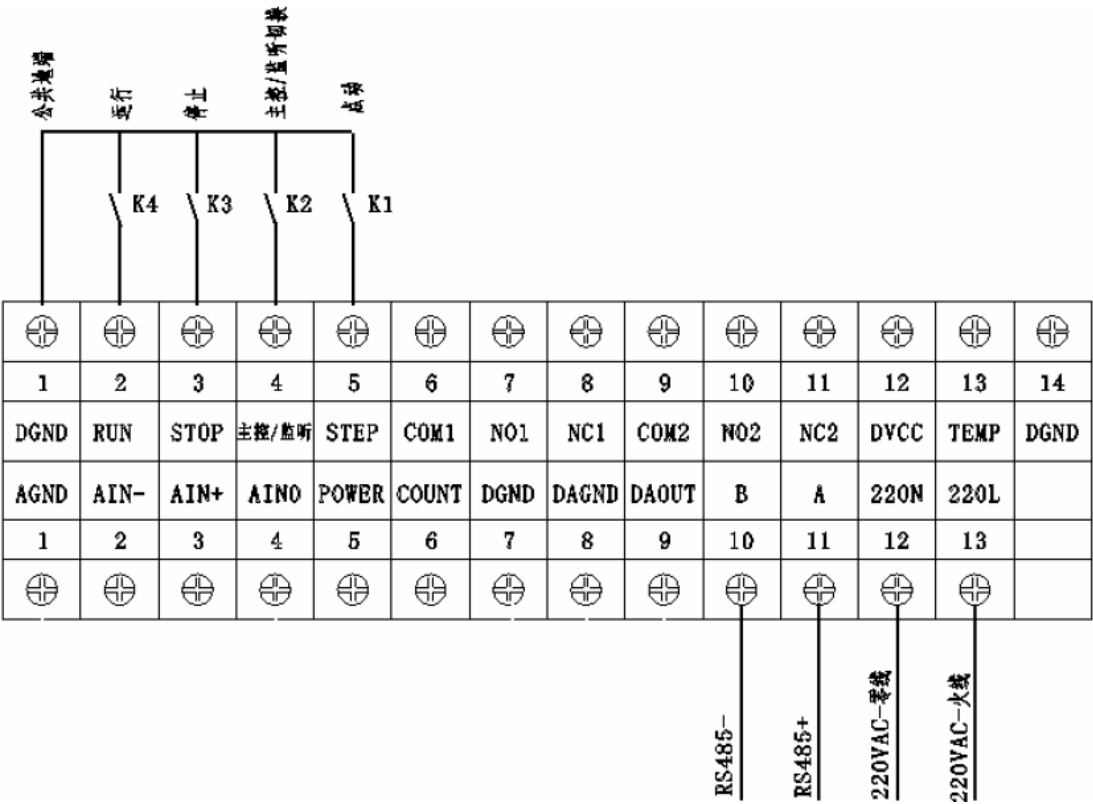 公共地端
运行
停止
主控/监听切换
点动
K4 K3 K2 K1
1 2 3 4 5 6 7 8 9 10 11 12 13 14
DGND RUN STOP 主控/监听 STEP COM1 NO1 NC1 COM2 NO2 NC2 DVCC TEMP DGND
AGND AIN- AIN+ AINO POWER COUNT DGND DAGND DAOUT B A 220N 220L
1 2 3 4 5 6 7 8 9 10 11 12 13
RS485-
RS485+
220VAC-零线
220VAC-火线